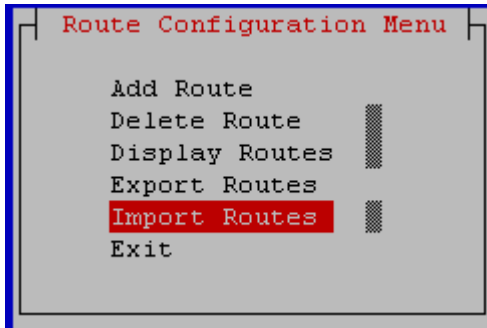 Route Configuration Menu
Add Route
Delete Route
Display Routes
Export Routes
Import Routes
Exit